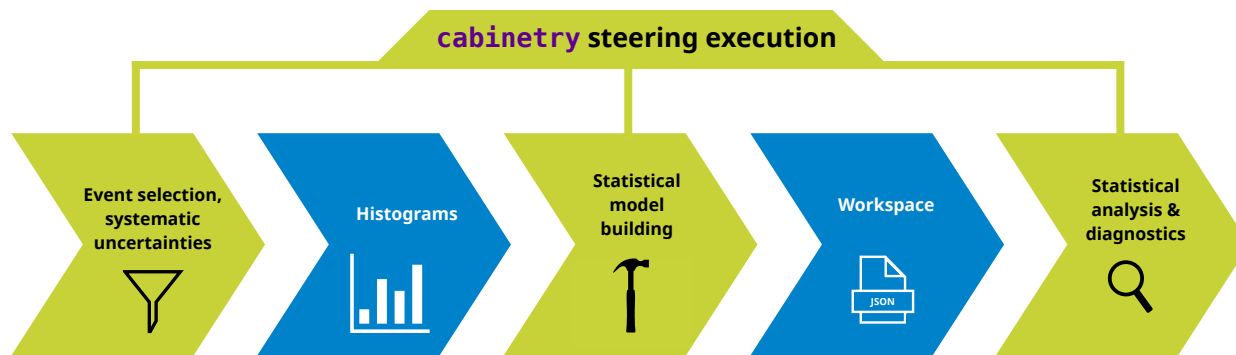 cabinetry steering execution
Event selection,
systematic
uncertainties
Histograms
Statistical
model
building
Workspace
JSON
Statistical
analysis &
diagnostics